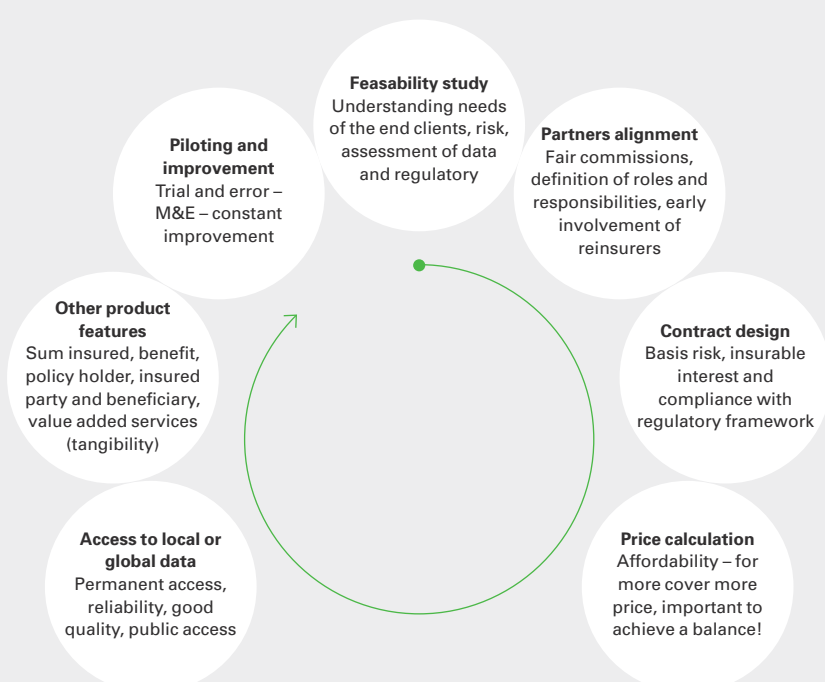 Feasability study
Understanding needs
of the end clients, risk,
assessment of data
and regulatory
Partners alignment
Fair commissions,
definition of roles and
responsibilities, early
involvement of
reinsurers
Contract design
Basis risk, insurable
interest and
compliance with
regulatory framework
Price calculation
Affordability – for
more cover more
price, important to
achieve a balance!
Access to local or
global data
Permanent access,
reliability, good
quality, public access
Other product
features
Sum insured, benefit,
policy holder, insured
party and beneficiary,
value added services
(tangibility)
Piloting and
improvement
Trial and error –
M&E – constant
improvement